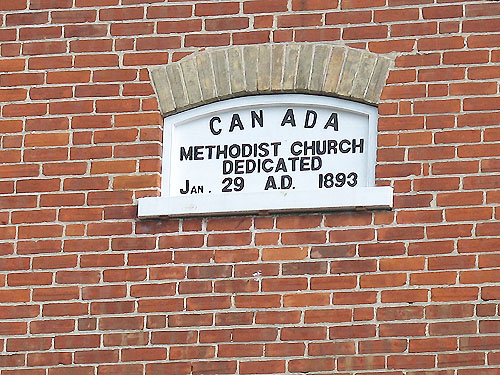 CANADA
METHODIST CHURCH
DEDICATED
JAN. 29 A.D. 1893